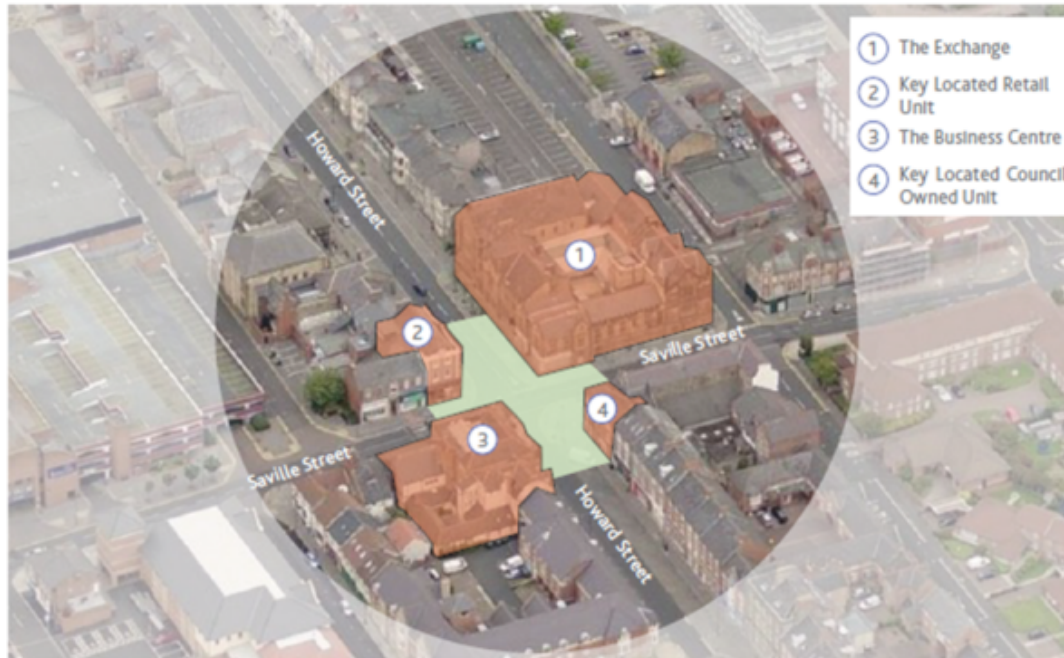 1 The Exchange
2 Key Located Retail
Unit
3 The Business Centre
4 Key Located Council
Owned Unit
Howard Street
1
2
Saville Street
4
3
Saville Street
Howard Street